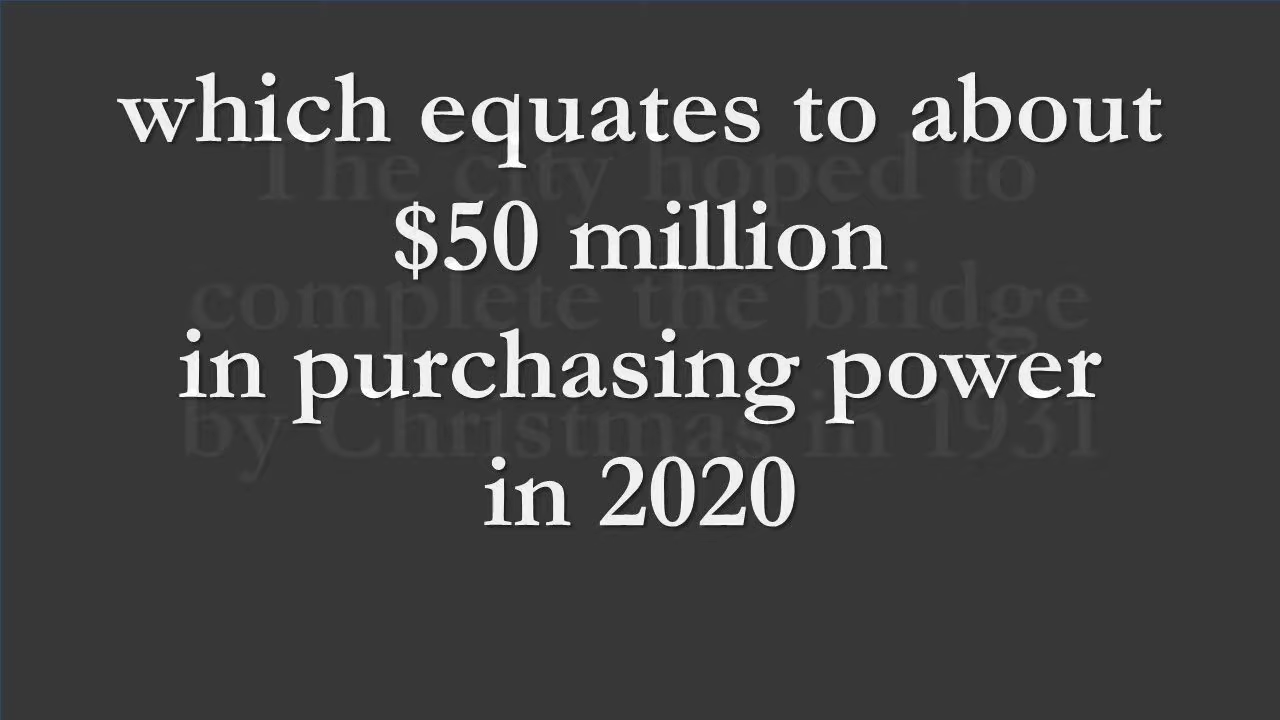 which equates to about
$50 million
in purchasing power
in 2020
The city hoped to
complete the bridge
by Christmas in 1931